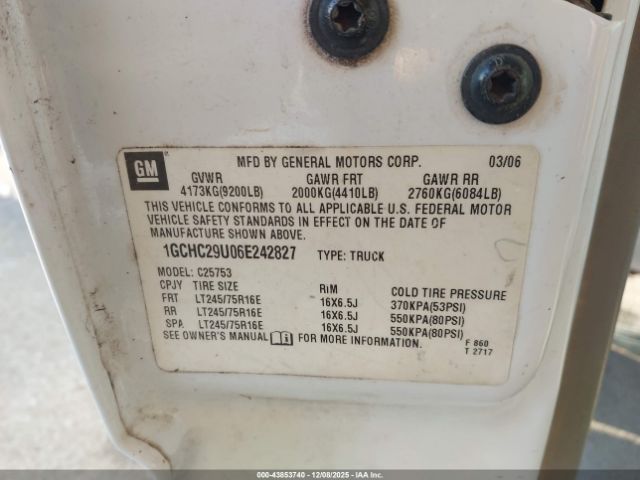 GM
MFD BY GENERAL MOTORS CORP. 03/06
GVWR GAWR FRT GAWR RR
4173KG(9200LB) 2000KG(4410LB) 2760KG(6084LB)
THIS VEHICLE CONFORMS TO ALL APPLICABLE U.S. FEDERAL MOTOR
VEHICLE SAFETY STANDARDS IN EFFECT ON THE DATE OF
MANUFACTURE SHOWN ABOVE.
1GCHC29U06E242827 TYPE: TRUCK
MODEL: C25753
CPJY TIRE SIZE RIM COLD TIRE PRESSURE
FRT LT245/75R16E 16X6.5J 370KPA(53PSI)
RR LT245/75R16E 16X6.5J 550KPA(80PSI)
SPA LT245/75R16E 16X6.5J 550KPA(80PSI)
SEE OWNER'S MANUAL FOR MORE INFORMATION.
F 860
T 2717
000-43853740 - 12/08/2025 - IAA Inc.